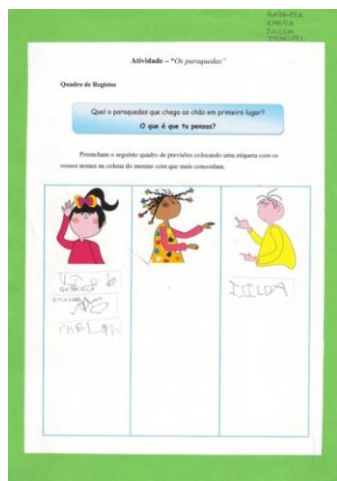 GABRIELA
Atividade – “Os paraquedas”
Quadro de Registos
Qual o paraquedas que chega ao chão em primeiro lugar?
O que é que tu pensas?
Preencham o seguinte quadro de previsões colocando uma etiqueta com os
vossos nomes na coluna do menino com que mais concordam.
GABRIELA
ISILDA